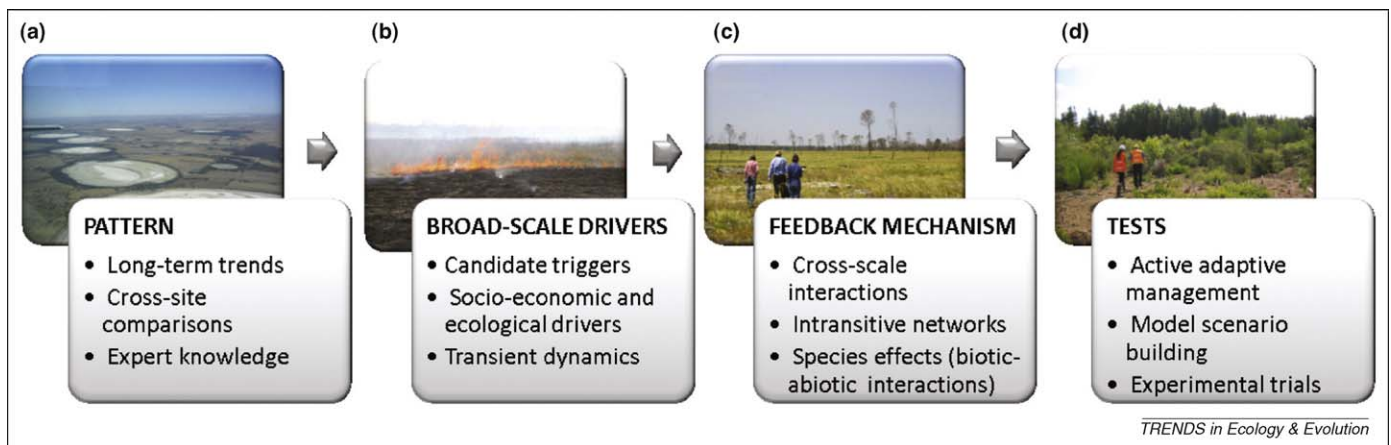 (a)
PATTERN
• Long-term trends
• Cross-site
comparisons
• Expert knowledge
(b)
BROAD-SCALE DRIVERS
• Candidate triggers
• Socio-economic and
ecological drivers
• Transient dynamics
(c)
FEEDBACK MECHANISM
• Cross-scale
interactions
• Intransitive networks
• Species effects (biotic-
abiotic interactions)
(d)
TESTS
• Active adaptive
management
• Model scenario
building
• Experimental trials
TRENDS in Ecology & Evolution